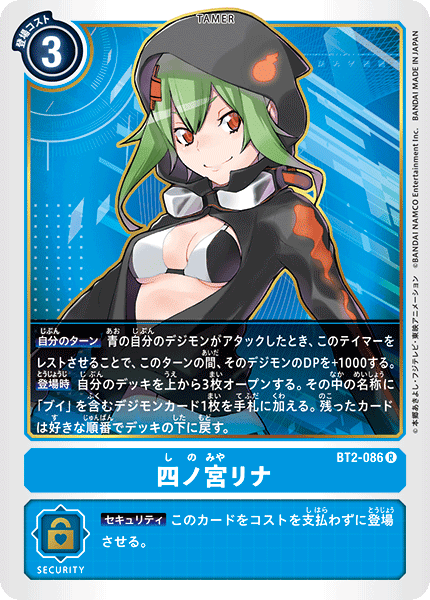 TAMER
登場コスト
3
BANDAI MADE IN JAPAN
©BANDAI NAMCO Entertainment Inc.
©本郷あきよし・フジテレビ・東映アニメーション
自分のターン 青の自分のデジモンがアタックしたとき、このテイマーを
レストさせることで、このターンの間、そのデジモンのDPを+1000する。
登場時 自分のデッキを上から3枚オープンする。その中の名称に
「ブイ」を含むデジモンカード1枚を手札に加える。残ったカード
は好きな順番でデッキの下に戻す。
BT2-086 R
しのみや
四ノ宮リナ
セキュリティ このカードをコストを支払わずに登場
させる。
SECURITY